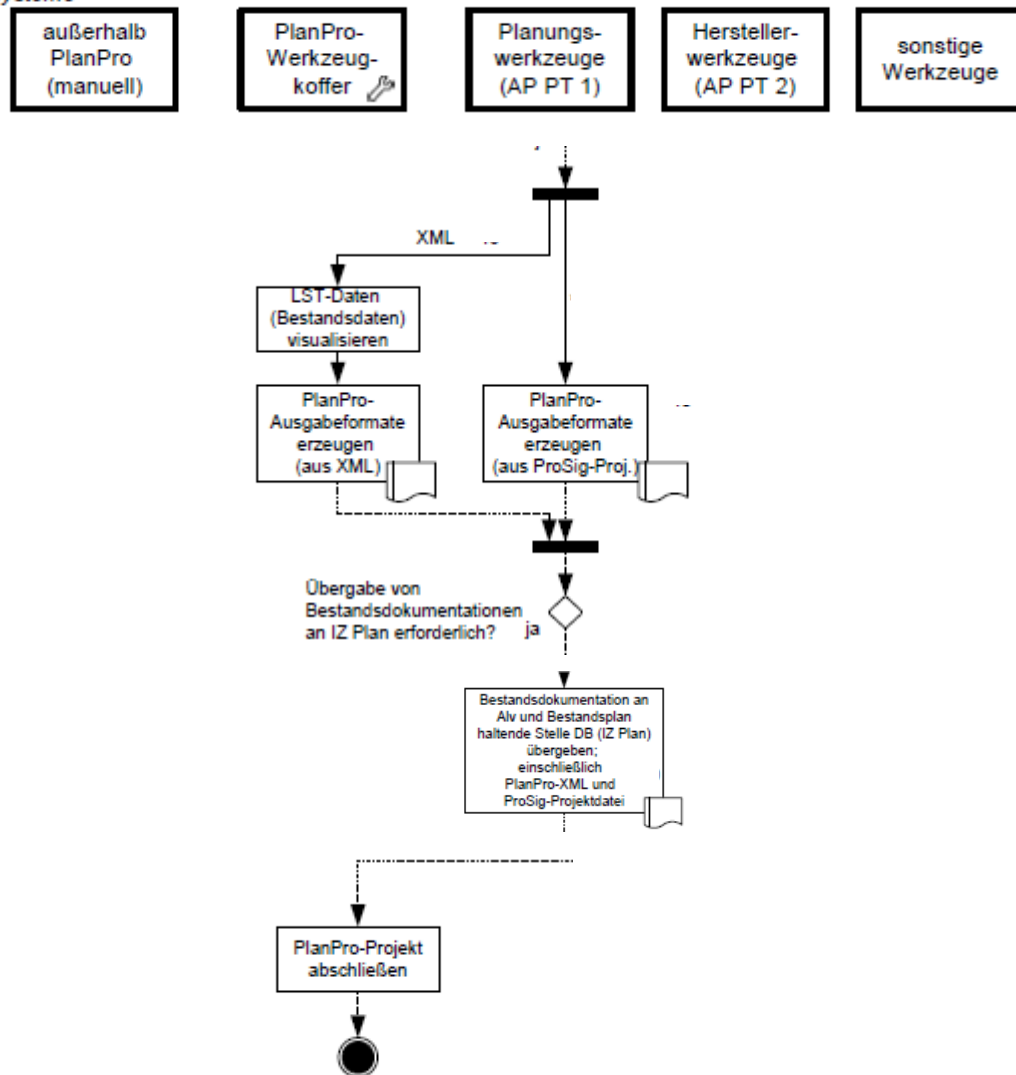 außerhalb
PlanPro
(manuell)
PlanPro-
Werkzeug-
koffer
Planungs-
werkzeuge
(AP PT 1)
Hersteller-
werkzeuge
(AP PT 2)
sonstige
Werkzeuge
XML
LST-Daten
(Bestandsdaten)
visualisieren
PlanPro-
Ausgabeformate
erzeugen
(aus XML)
PlanPro-
Ausgabeformate
erzeugen
(aus ProSig-Proj.)
Übergabe von
Bestandsdokumentationen
an IZ Plan erforderlich?
ja
Bestandsdokumentation an
Alv und Bestandsplan
haltende Stelle DB (IZ Plan)
übergeben;
einschließlich
PlanPro-XML und
ProSig-Projektdatei
PlanPro-Projekt
abschließen